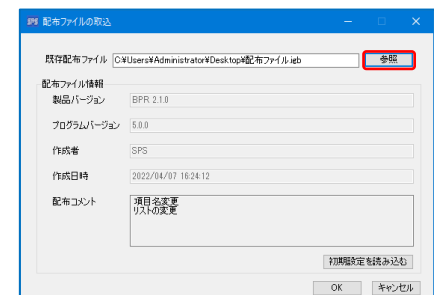 SPS 配布ファイルの取込
既存配布ファイル C:¥Users¥Administrator¥Desktop¥配布ファイル.igb 参照
配布ファイル情報
製品バージョン BPR 2.1.0
プログラムバージョン 5.0.0
作成者 SPS
作成日時 2022/04/07 16:24:12
配布コメント 項目名変更
リストの変更
初期設定を読み込む
OK キャンセル